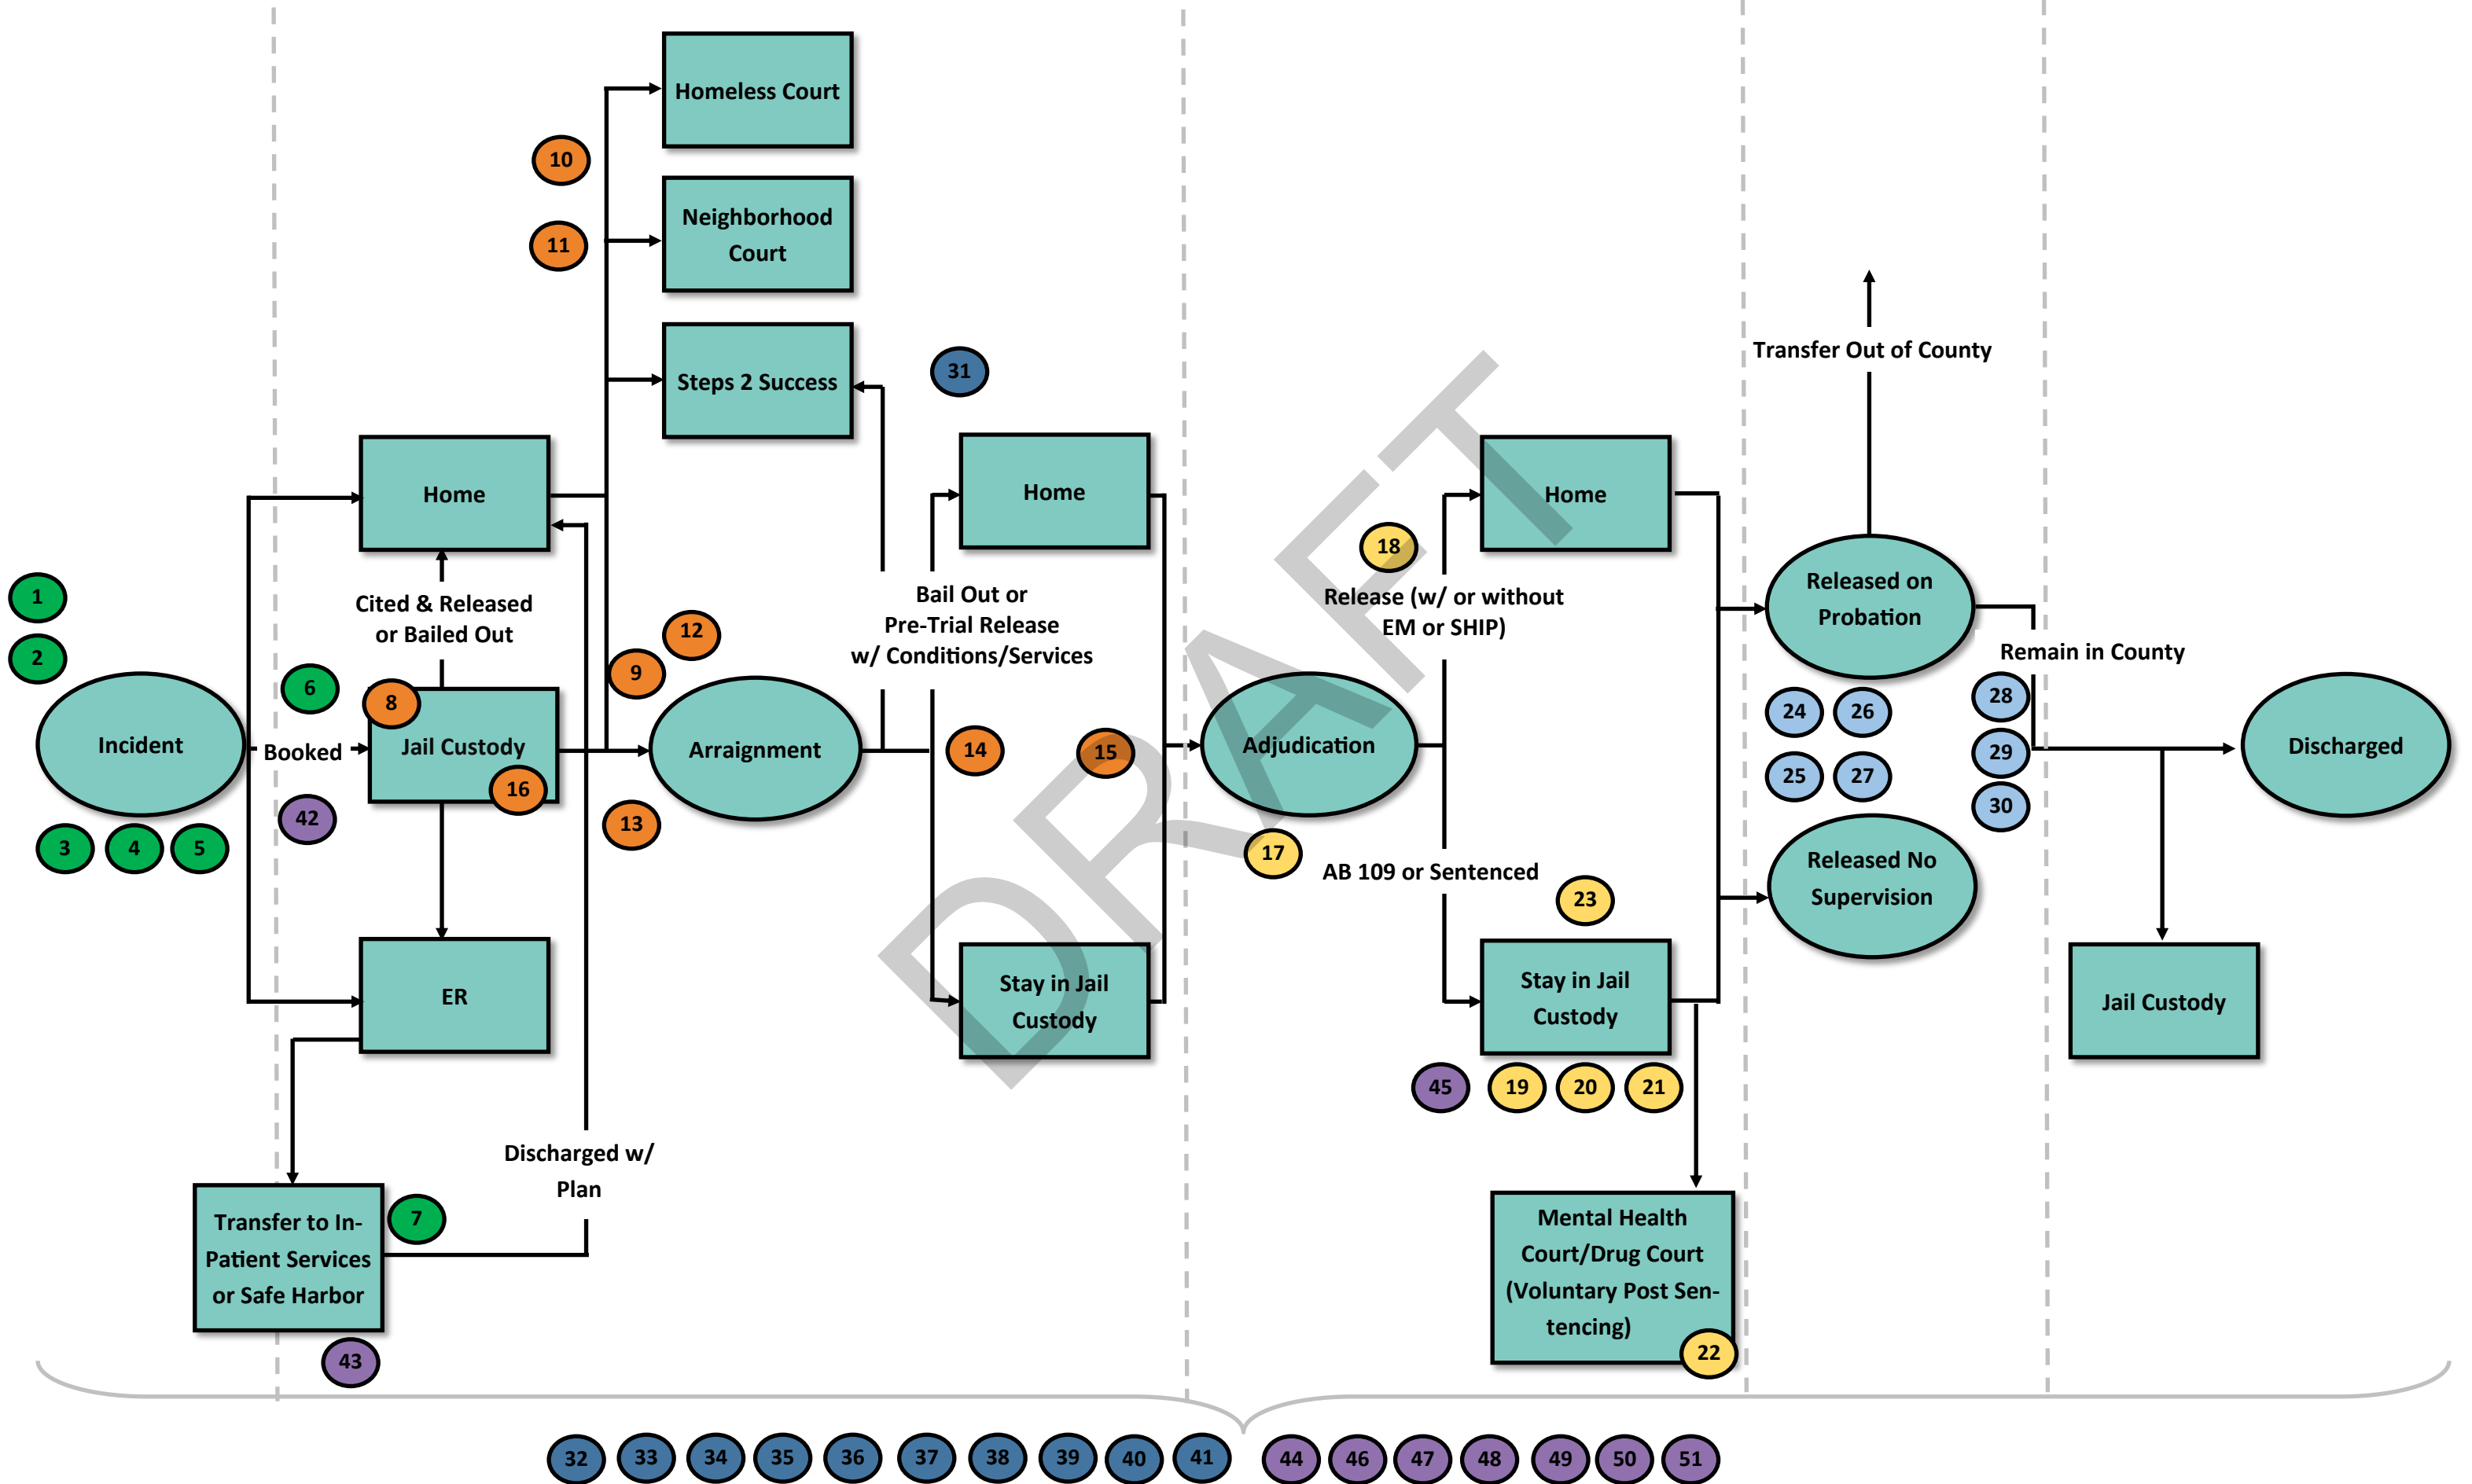 Homeless Court
10
Neighborhood
Court
11
Steps 2 Success
31
Transfer Out of County
Home
Home
Home
18
1
2
Cited & Released
or Bailed Out
Bail Out or
Pre-Trial Release
w/ Conditions/Services
Release (w/ or without
EM or SHIP)
Released on
Probation
Remain in County
12
9
6
8
Incident
Booked
Jail Custody
16
Arraignment
14
15
Adjudication
24
26
28
25
27
29
30
Discharged
42
13
3
4
5
17
AB 109 or Sentenced
Released No
Supervision
23
ER
Stay in Jail
Custody
Stay in Jail
Custody
Jail Custody
45
19
20
21
Discharged w/
Plan
Transfer to In-
Patient Services
or Safe Harbor
7
43
Mental Health
Court/Drug Court
(Voluntary Post Sen-
tencing)
22
DRAFT
32
33
34
35
36
37
38
39
40
41
44
46
47
48
49
50
51